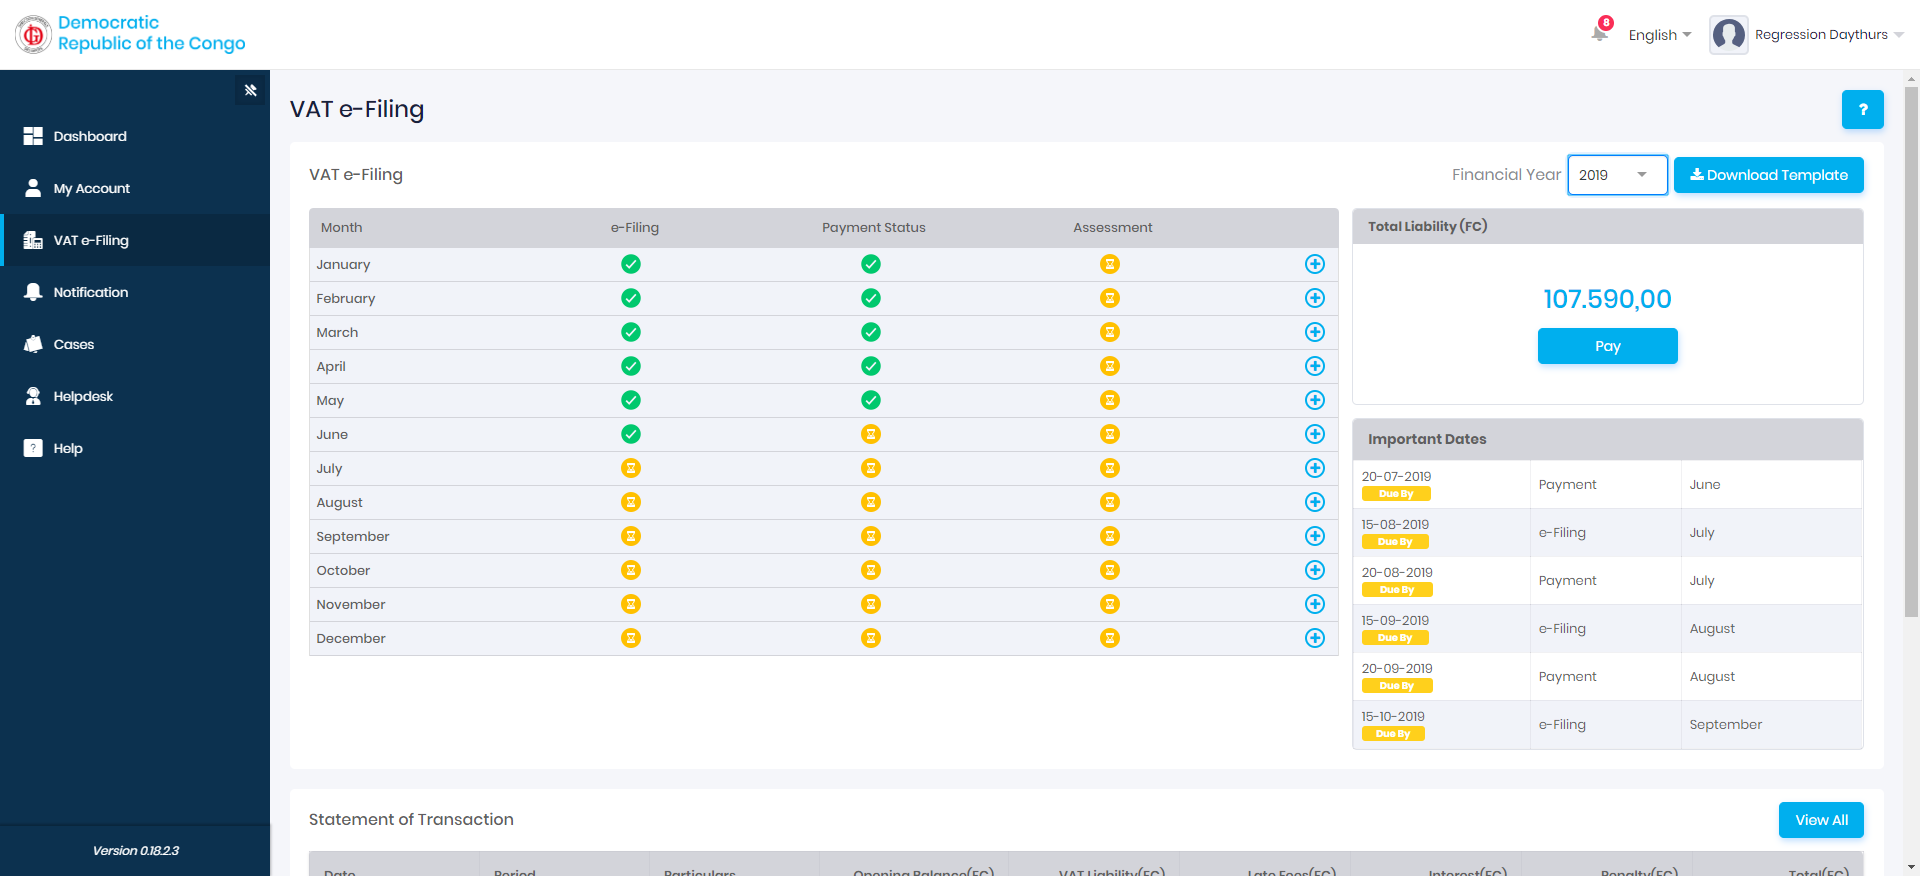 Democratic
Republic of the Congo
8
English
Regression Daythurs
Dashboard
My Account
VAT e-Filing
Notification
Cases
Helpdesk
? Help
Version 0.18.2.3
VAT e-Filing
?
VAT e-Filing
Financial Year 2019 Download Template
Month e-Filing Payment Status Assessment
January
February
March
April
May
June
July
August
September
October
November
December
Total Liability (FC)
107.590,00
Pay
Important Dates
20-07-2019 Payment June
Due By
15-08-2019 e-Filing July
Due By
20-08-2019 Payment July
Due By
15-09-2019 e-Filing August
Due By
20-09-2019 Payment August
Due By
15-10-2019 e-Filing September
Due By
Statement of Transaction
View All
Date Period Particulars Opening Balance(FC) VAT Liability(FC) Late Fees(FC) Interest(FC) Penalty(FC) Total(FC)